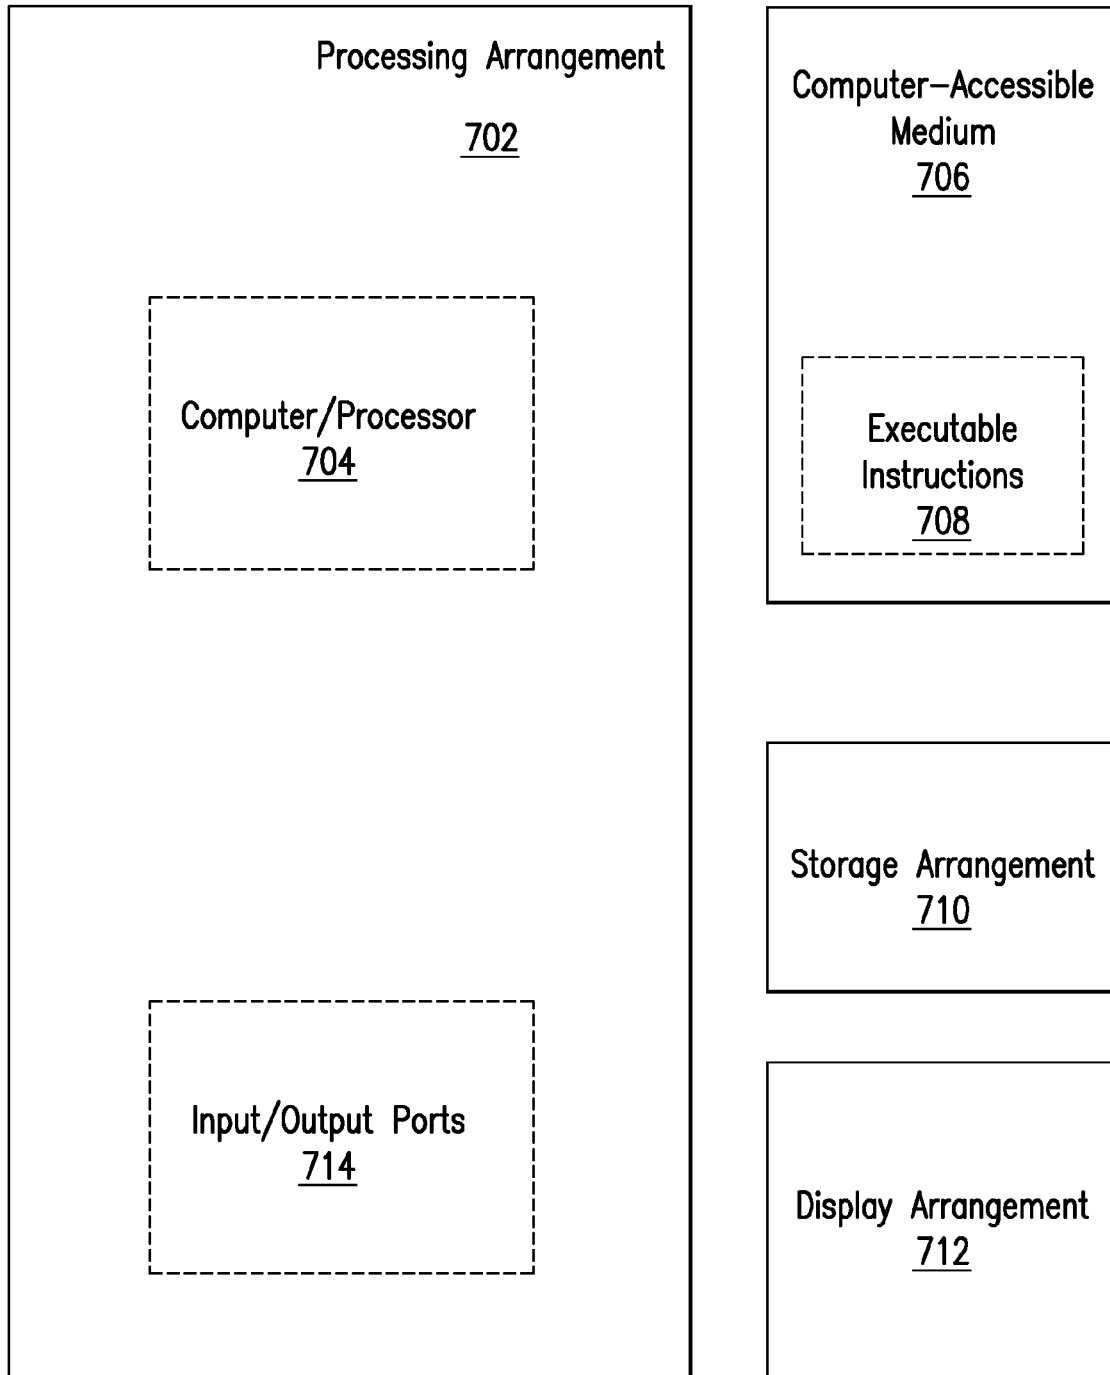 Processing Arrangement
702
Computer/Processor
704
Input/Output Ports
714
Computer-Accessible
Medium
706
Executable
Instructions
708
Storage Arrangement
710
Display Arrangement
712